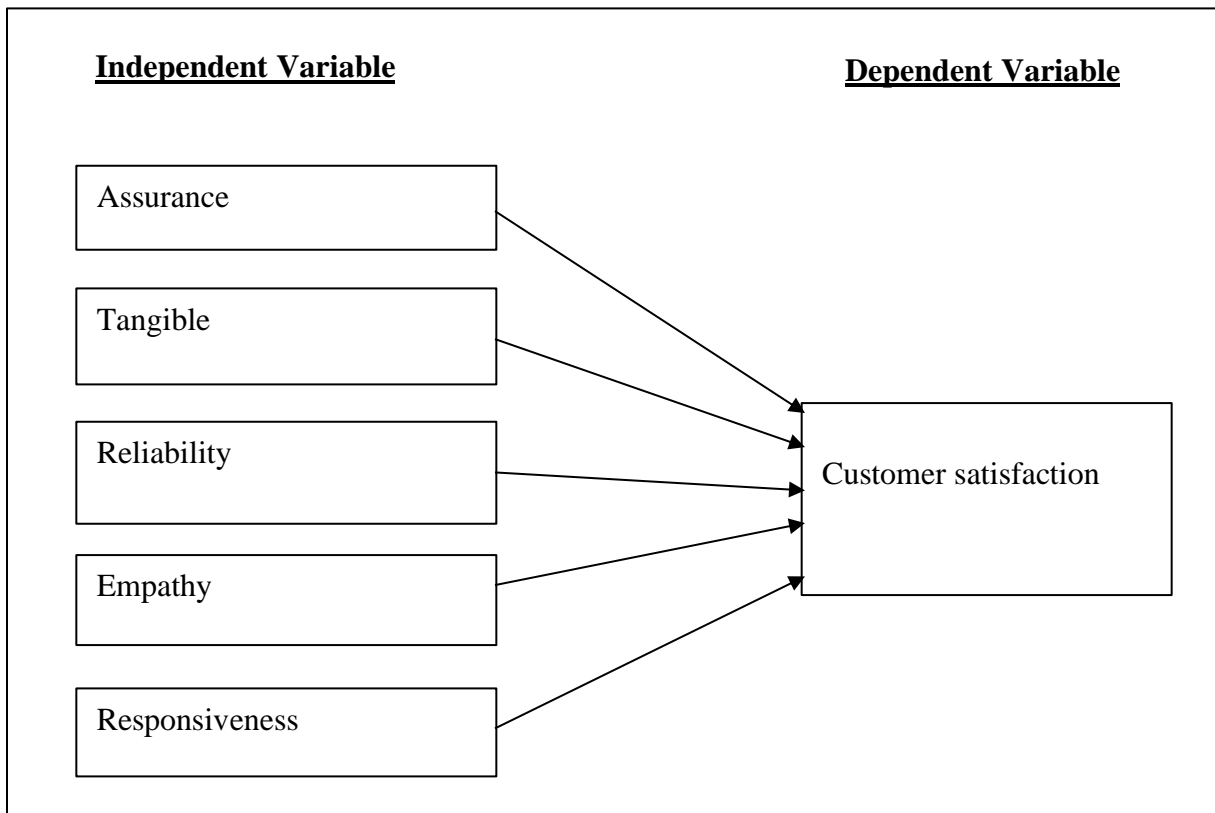 Independent Variable
Dependent Variable
Assurance
Tangible
Reliability
Customer satisfaction
Empathy
Responsiveness